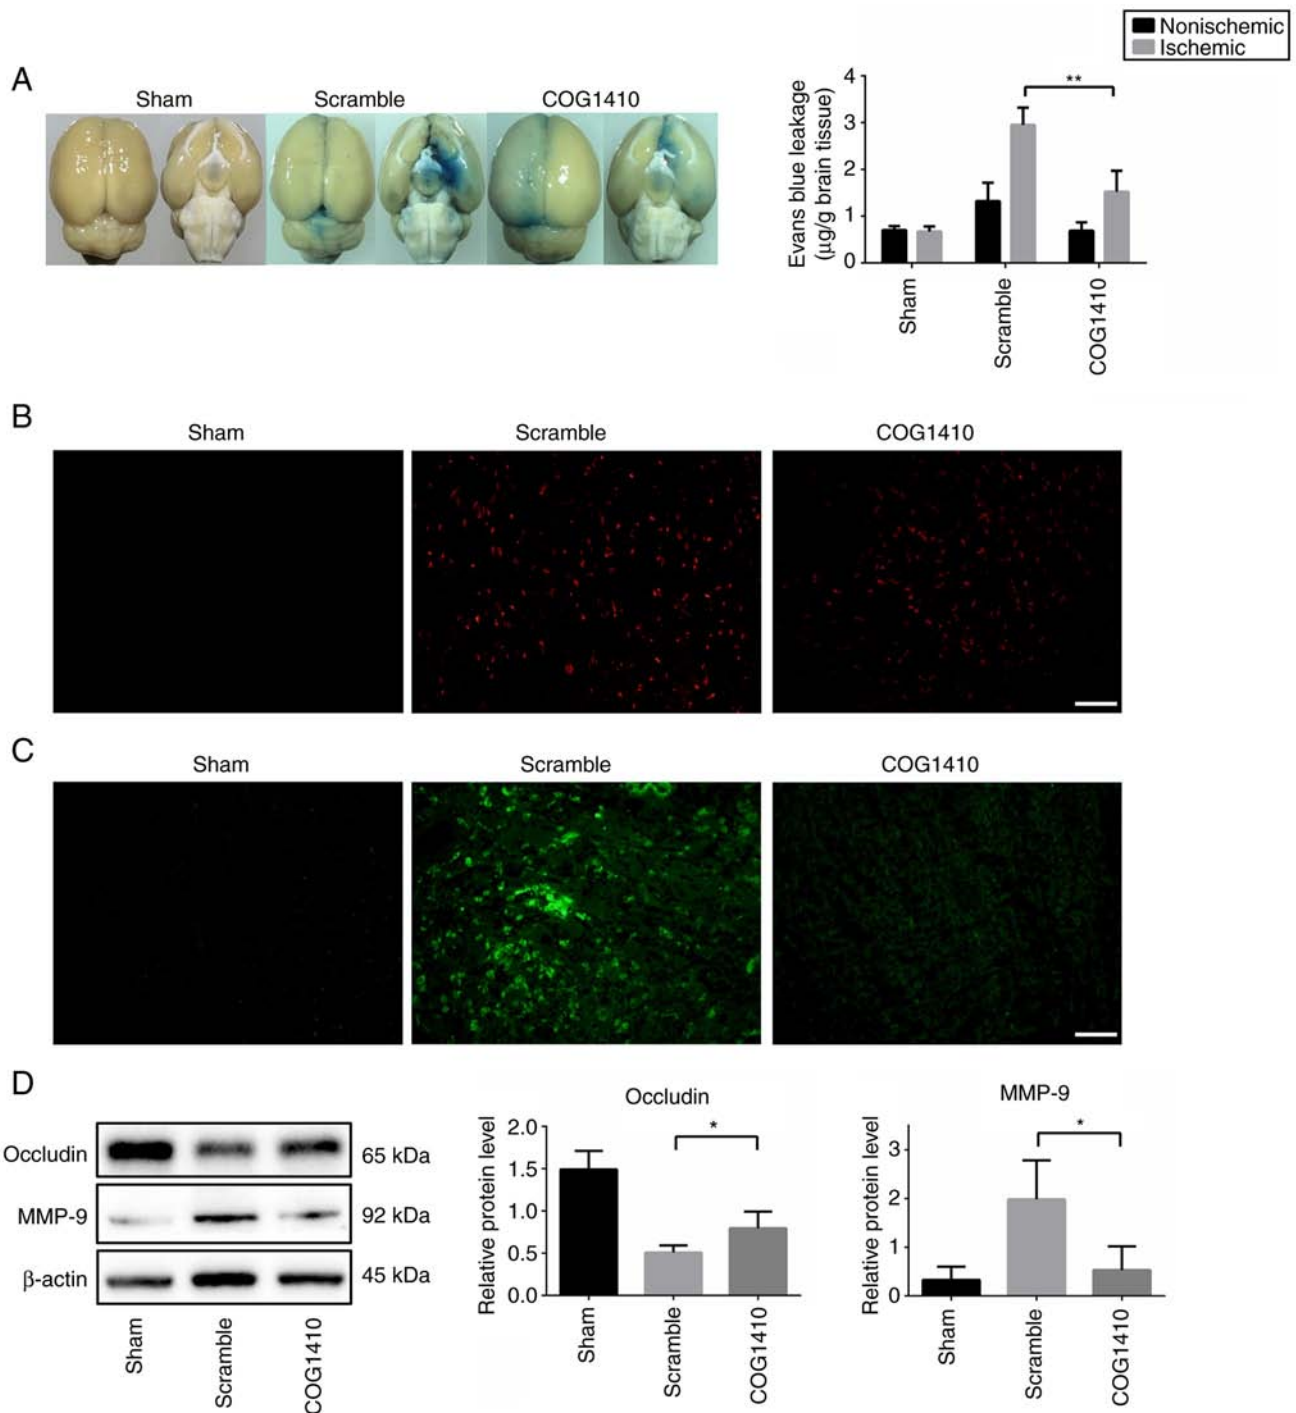 Nonischemic
Ischemic
A
Sham Scramble COG1410
Evans blue leakage
(µg/g brain tissue)
4
3
2
1
0
**
Sham
Scramble
COG1410
B
Sham Scramble COG1410
C
Sham Scramble COG1410
D
Occludin 65 kDa
MMP-9 92 kDa
β-actin 45 kDa
Sham
Scramble
COG1410
Occludin
Relative protein level
2.0
1.5
1.0
0.5
0.0
*
Sham
Scramble
COG1410
MMP-9
Relative protein level
3
2
1
0
*
Sham
Scramble
COG1410